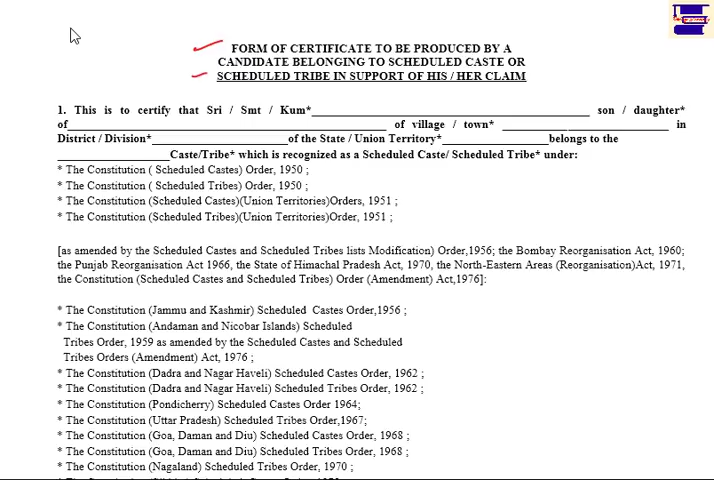 FORM OF CERTIFICATE TO BE PRODUCED BY A
CANDIDATE BELONGING TO SCHEDULED CASTE OR
SCHEDULED TRIBE IN SUPPORT OF HIS / HER CLAIM
1. This is to certify that Sri / Smt / Kum*____________________ son / daughter*
of____________________ of village / town* ____________________ in
District / Division*____________________of the State / Union Territory*____________________belongs to the
____________________Caste/Tribe* which is recognized as a Scheduled Caste/ Scheduled Tribe* under:
* The Constitution ( Scheduled Castes) Order, 1950 ;
* The Constitution ( Scheduled Tribes) Order, 1950 ;
* The Constitution (Scheduled Castes)(Union Territories)Orders, 1951 ;
* The Constitution (Scheduled Tribes)(Union Territories)Order, 1951 ;
[as amended by the Scheduled Castes and Scheduled Tribes lists Modification) Order,1956; the Bombay Reorganisation Act, 1960;
the Punjab Reorganisation Act 1966, the State of Himachal Pradesh Act, 1970, the North-Eastern Areas (Reorganisation)Act, 1971,
the Constitution (Scheduled Castes and Scheduled Tribes) Order (Amendment) Act,1976]:
* The Constitution (Jammu and Kashmir) Scheduled Castes Order,1956 ;
* The Constitution (Andaman and Nicobar Islands) Scheduled
Tribes Order, 1959 as amended by the Scheduled Castes and Scheduled
Tribes Orders (Amendment) Act, 1976 ;
* The Constitution (Dadra and Nagar Haveli) Scheduled Castes Order, 1962 ;
* The Constitution (Dadra and Nagar Haveli) Scheduled Tribes Order, 1962 ;
* The Constitution (Pondicherry) Scheduled Castes Order 1964;
* The Constitution (Uttar Pradesh) Scheduled Tribes Order,1967;
* The Constitution (Goa, Daman and Diu) Scheduled Castes Order, 1968 ;
* The Constitution (Goa, Daman and Diu) Scheduled Tribes Order, 1968 ;
* The Constitution (Nagaland) Scheduled Tribes Order, 1970 ;